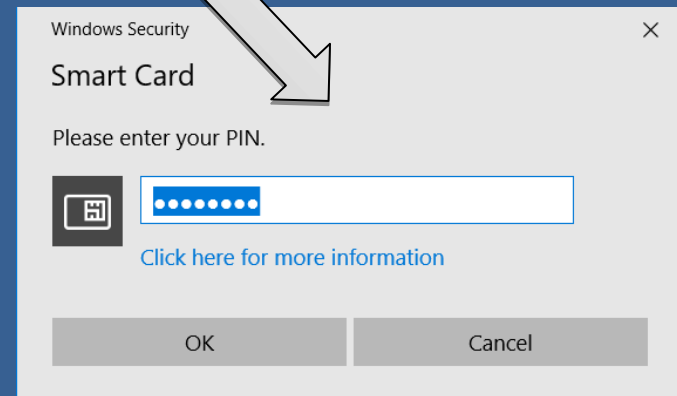 Windows Security
Smart Card
Please enter your PIN.
••••••••
Click here for more information
OK
Cancel